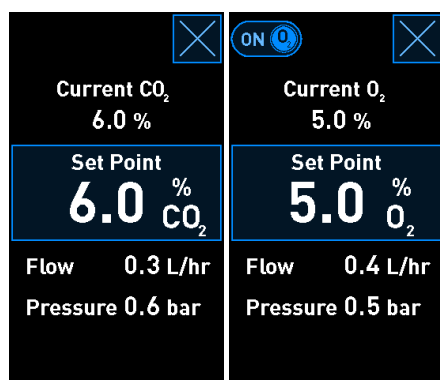 Current CO₂
6.0 %
Set Point
6.0 % CO₂
Flow 0.3 L/hr
Pressure 0.6 bar
ON O₂
Current O₂
5.0 %
Set Point
5.0 % O₂
Flow 0.4 L/hr
Pressure 0.5 bar